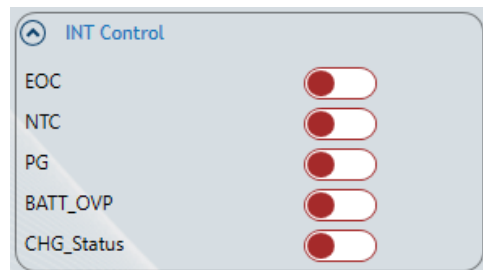 INT Control
EOC
NTC
PG
BATT_OVP
CHG_Status